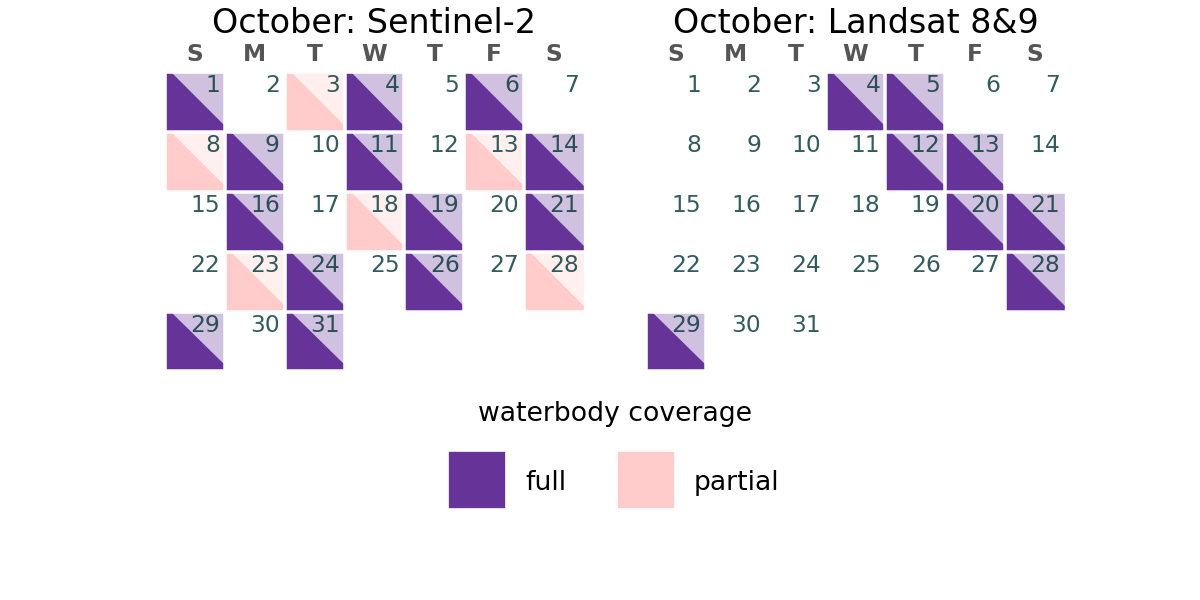 October: Sentinel-2
S M T W T F S
1 2 3 4 5 6 7
8 9 10 11 12 13 14
15 16 17 18 19 20 21
22 23 24 25 26 27 28
29 30 31
October: Landsat 8&9
S M T W T F S
1 2 3 4 5 6 7
8 9 10 11 12 13 14
15 16 17 18 19 20 21
22 23 24 25 26 27 28
29 30 31
waterbody coverage
full
partial